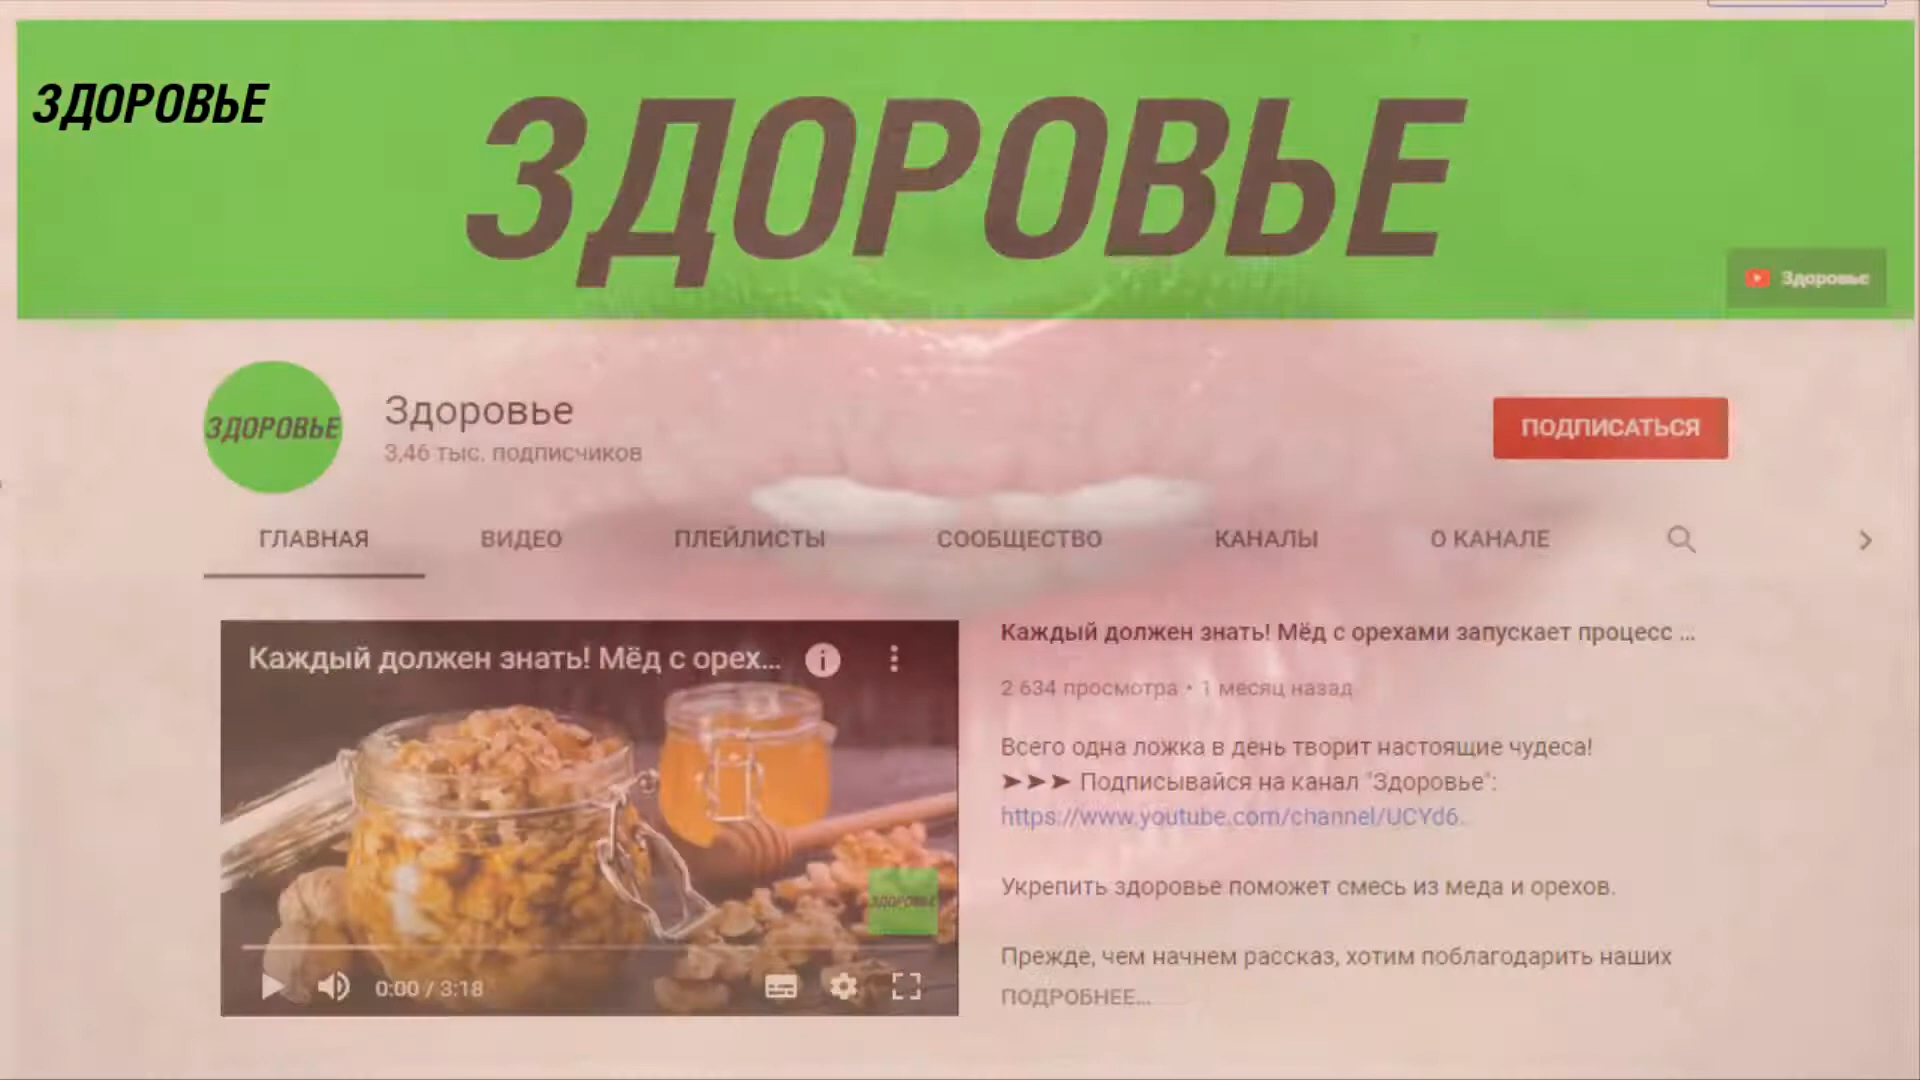 ЗДОРОВЬЕ
ЗДОРОВЬЕ
Здоровье
ЗДОРОВЬЕ
Здоровье
3,46 тыс. подписчиков
ПОДПИСАТЬСЯ
ГЛАВНАЯ ВИДЕО ПЛЕЙЛИСТЫ СООБЩЕСТВО КАНАЛЫ О КАНАЛЕ
Каждый должен знать! Мёд с орех...
ЗДОРОВЬЕ
0:00 / 3:18
Каждый должен знать! Мёд с орехами запускает процесс ...
2 634 просмотра • 1 месяц назад
Всего одна ложка в день творит настоящие чудеса!
➤➤➤ Подписывайся на канал "Здоровье":
https://www.youtube.com/channel/UCYd6.
Укрепить здоровье поможет смесь из меда и орехов.
Прежде, чем начнем рассказ, хотим поблагодарить наших
ПОДРОБНЕЕ...